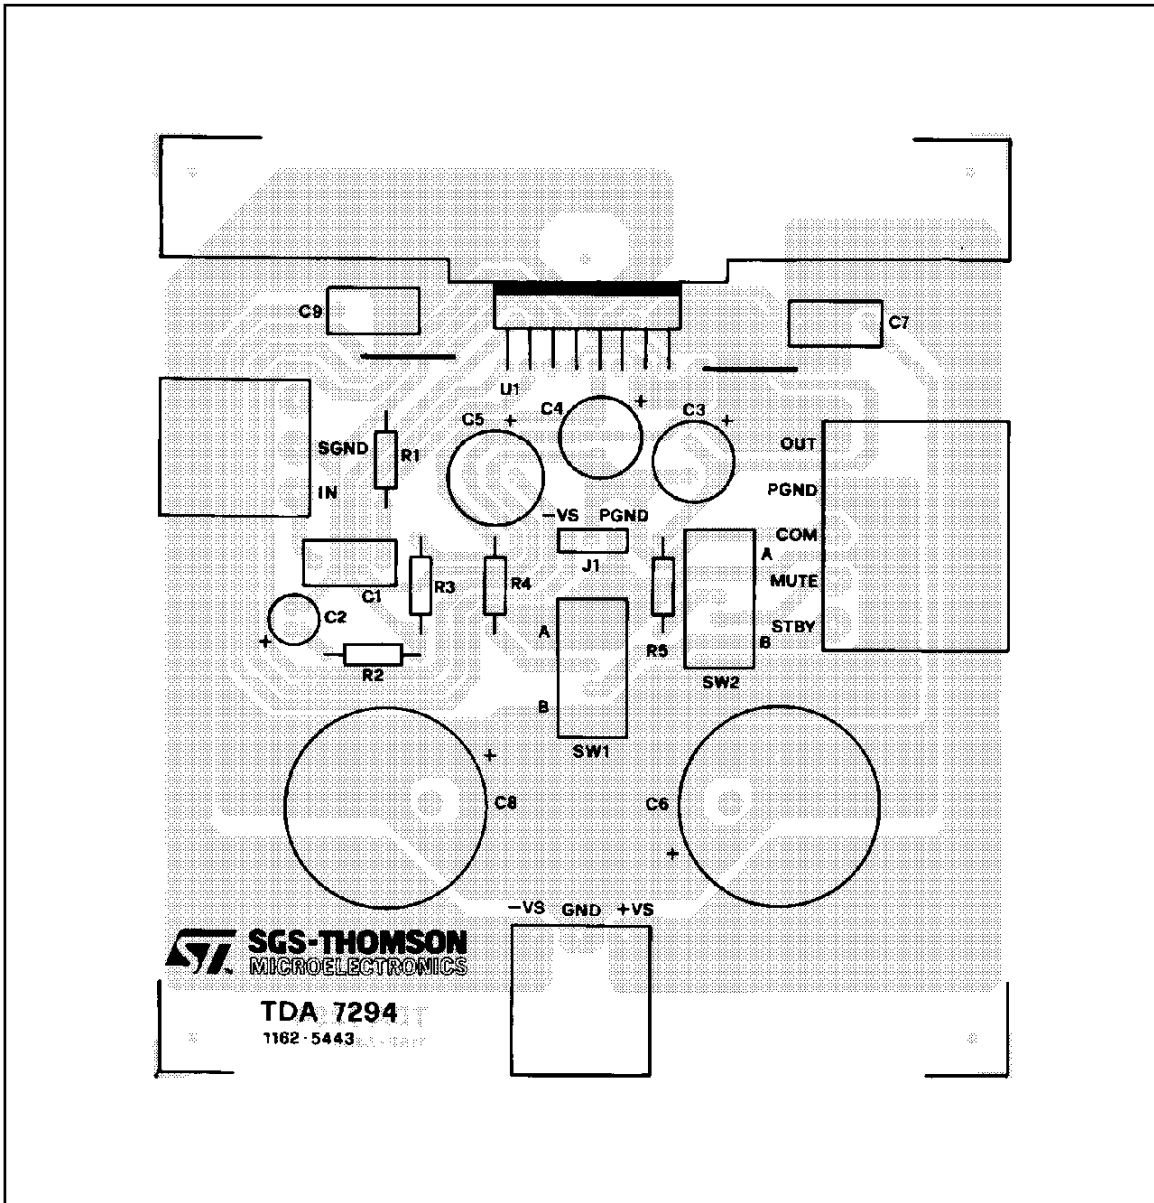 C9
C7
U1
C5
+
C4
+
C3
+
SGND
IN
R1
OUT
PGND
COM
MUTE
STBY
-VS PGND
J1
C1
R3
R4
A
B
SW1
R5
A
B
SW2
C2
+
R2
+
C8
C6
+
-VS GND +VS
ST
SGS-THOMSON
MICROELECTRONICS
TDA 7294
1162-5443